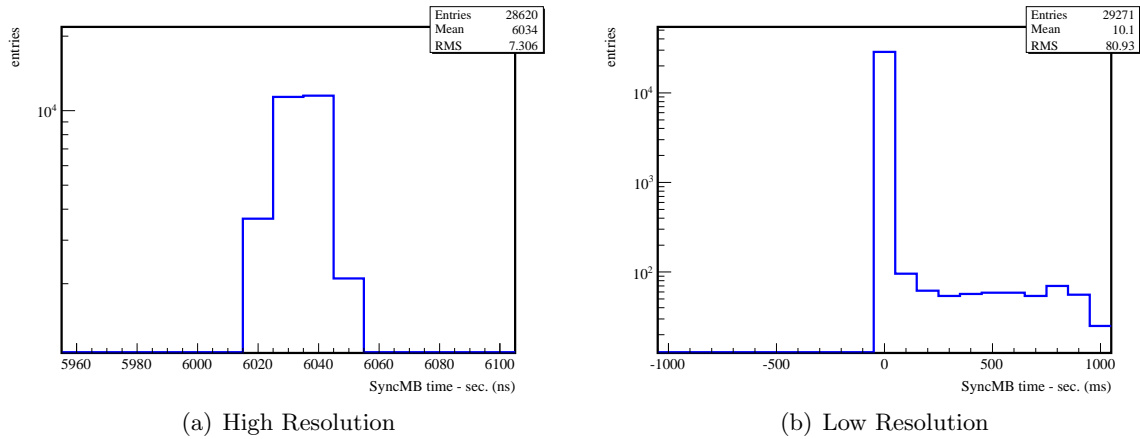 Entries 28620
Mean 6034
RMS 7.306
entries
10^4
5960 5980 6000 6020 6040 6060 6080 6100
SyncMB time - sec. (ns)
(a) High Resolution
Entries 29271
Mean 10.1
RMS 80.93
entries
10^4
10^3
10^2
-1000 -500 0 500 1000
SyncMB time - sec. (ms)
(b) Low Resolution